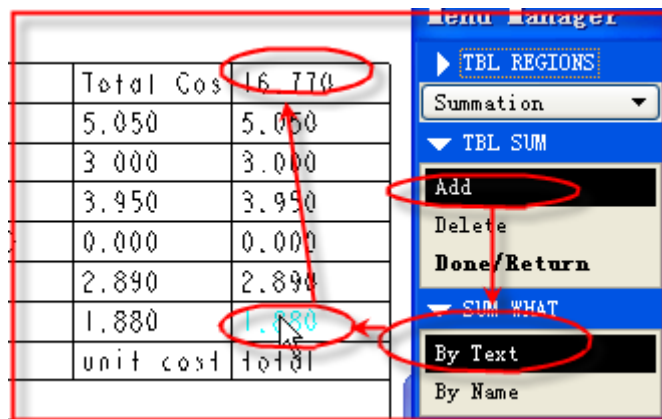 Menu Manager
TBL REGIONS
Summation
TBL SUM
Add
Delete
Done/Return
SUM WHAT
By Text
By Name
Total Cos 16.770
5.050 5.050
3 000 3.000
3.950 3.950
0.000 0.000
2.890 2.890
1.880 1.880
unit cost total